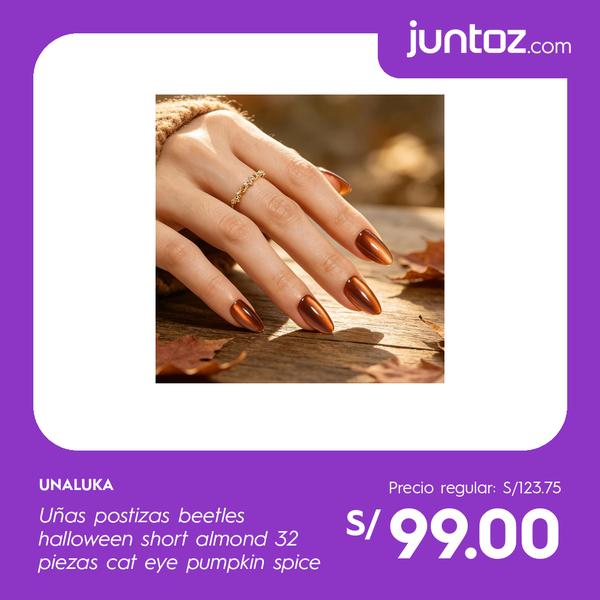 juntoz.com
UNALUKA
Uñas postizas beetles
halloween short almond 32
piezas cat eye pumpkin spice
Precio regular: S/123.75
S/99.00